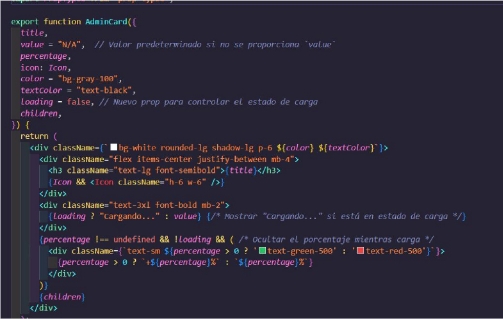 export function AdminCard({
title,
value = "N/A", // Valor predeterminado si no se proporciona `value`
percentage,
icon: Icon,
color = "bg-gray-100",
textColor = "text-black",
loading = false, // Nuevo prop para controlar el estado de carga
children,
}) {
return (
<div className={`bg-white rounded-lg shadow-lg p-6 ${color} ${textColor}`}>
<div className="flex items-center justify-between mb-4">
<h3 className="text-lg font-semibold">{title}</h3>
{Icon && <Icon className="h-6 w-6" />}
</div>
<div className="text-3xl font-bold mb-2">
{loading ? "Cargando..." : value} {/* Mostrar "Cargando..." si está en estado de carga */}
</div>
{percentage !== undefined && !loading && ( /* Ocultar el porcentaje mientras carga */
<div className={`text-sm ${percentage > 0 ? 'text-green-500' : 'text-red-500'}`}>
{percentage > 0 ? `+${percentage}%` : `${percentage}%`}
</div>
)}
{children}
</div>